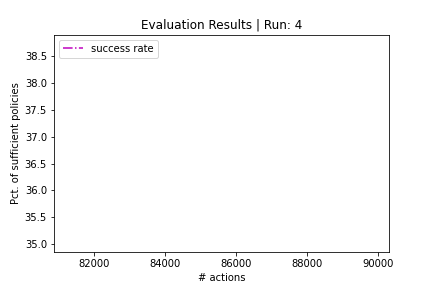 Evaluation Results | Run: 4
success rate
38.5
38.0
37.5
37.0
36.5
36.0
35.5
35.0
Pct. of sufficient policies
82000 84000 86000 88000 90000
# actions